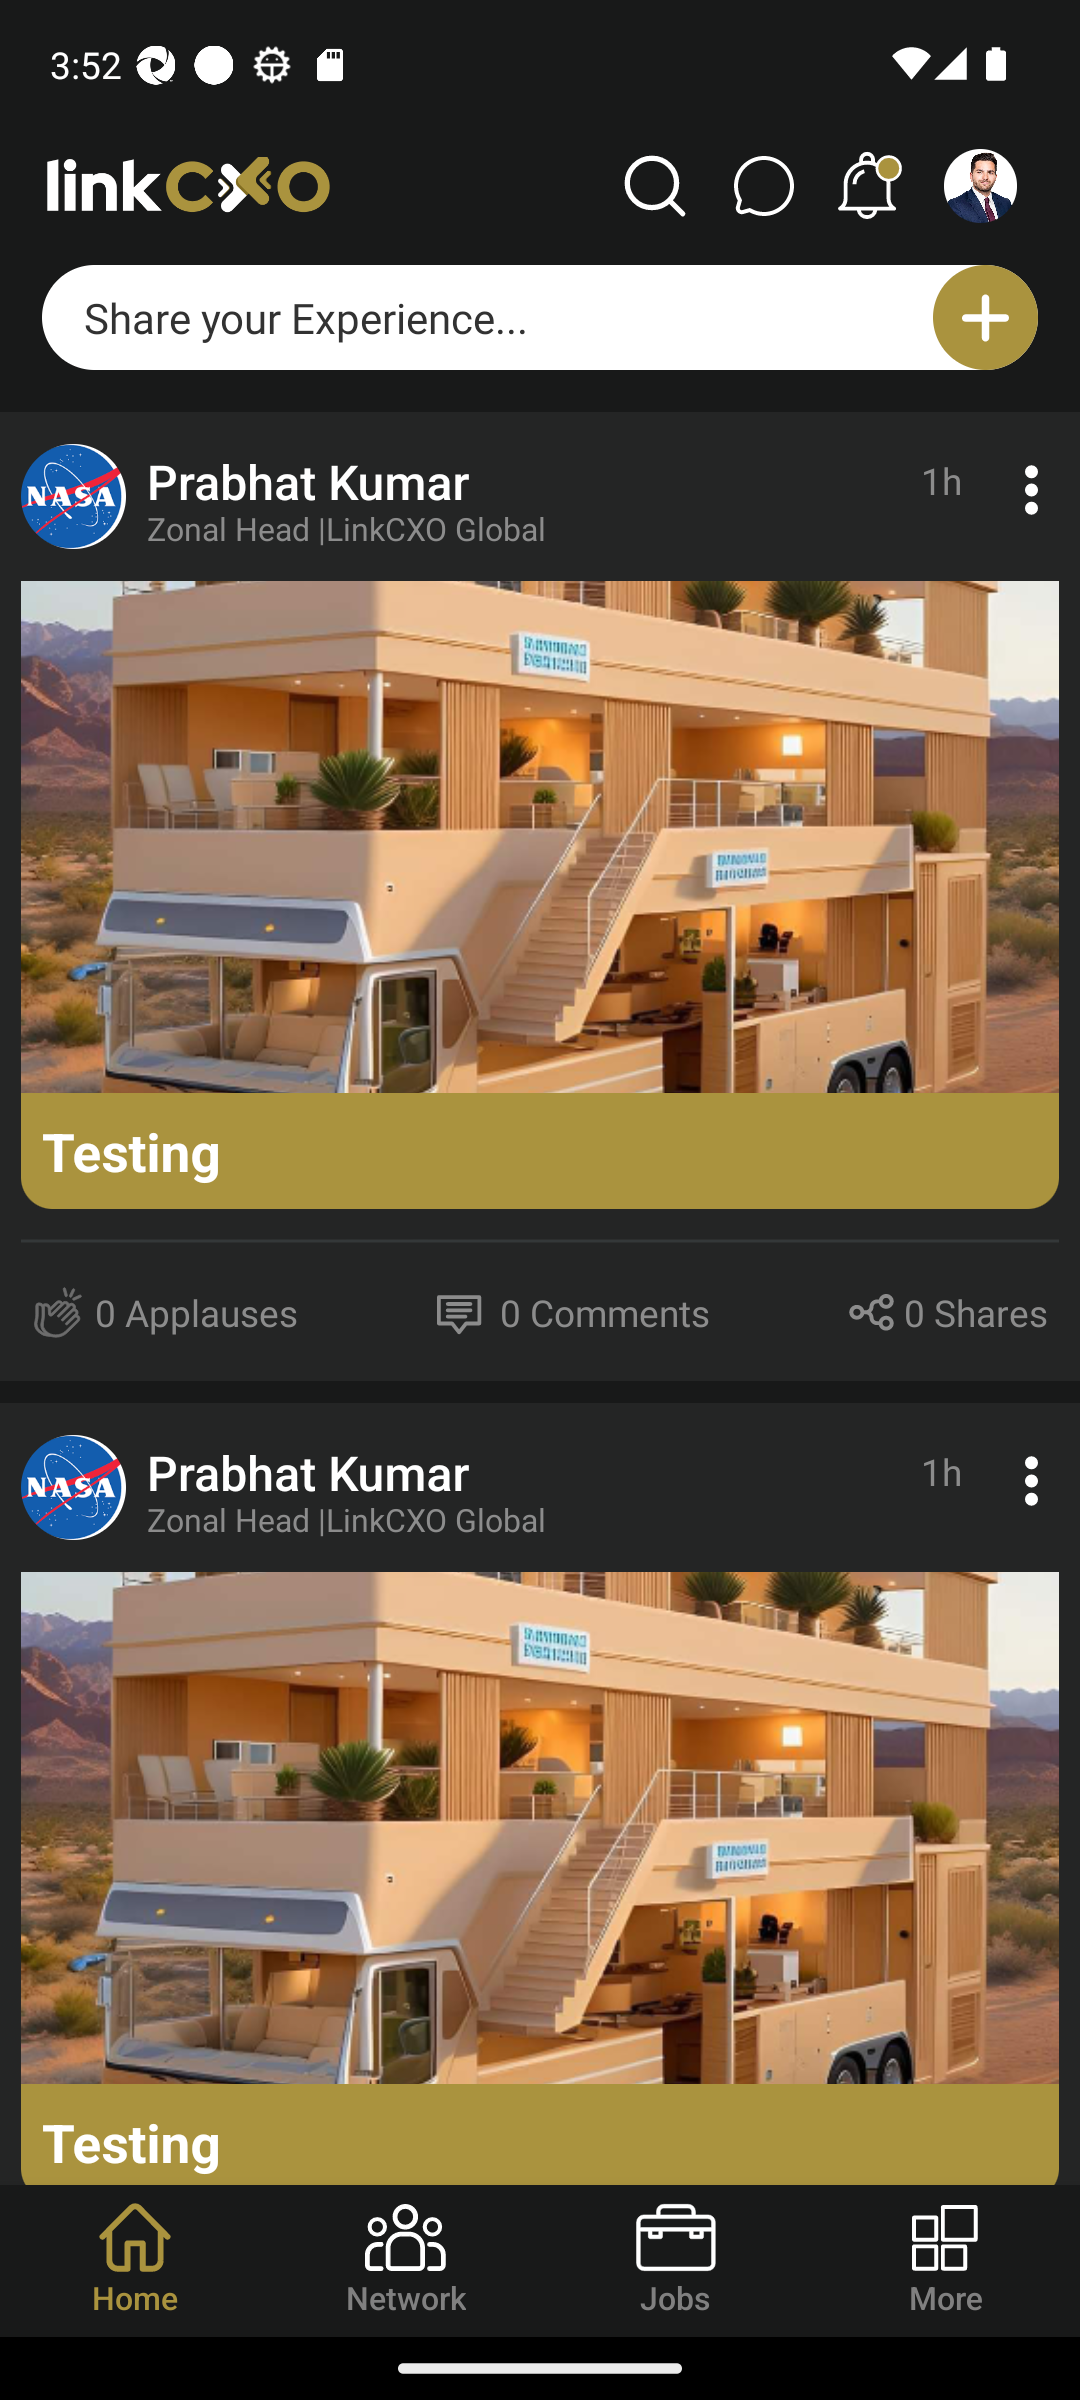 3:52
linkCXO
Share your Experience...
NASA
Prabhat Kumar
1h
Zonal Head |LinkCXO Global
Testing
0 Applauses
0 Comments
0 Shares
NASA
Prabhat Kumar
1h
Zonal Head |LinkCXO Global
Testing
Home
Network
Jobs
More